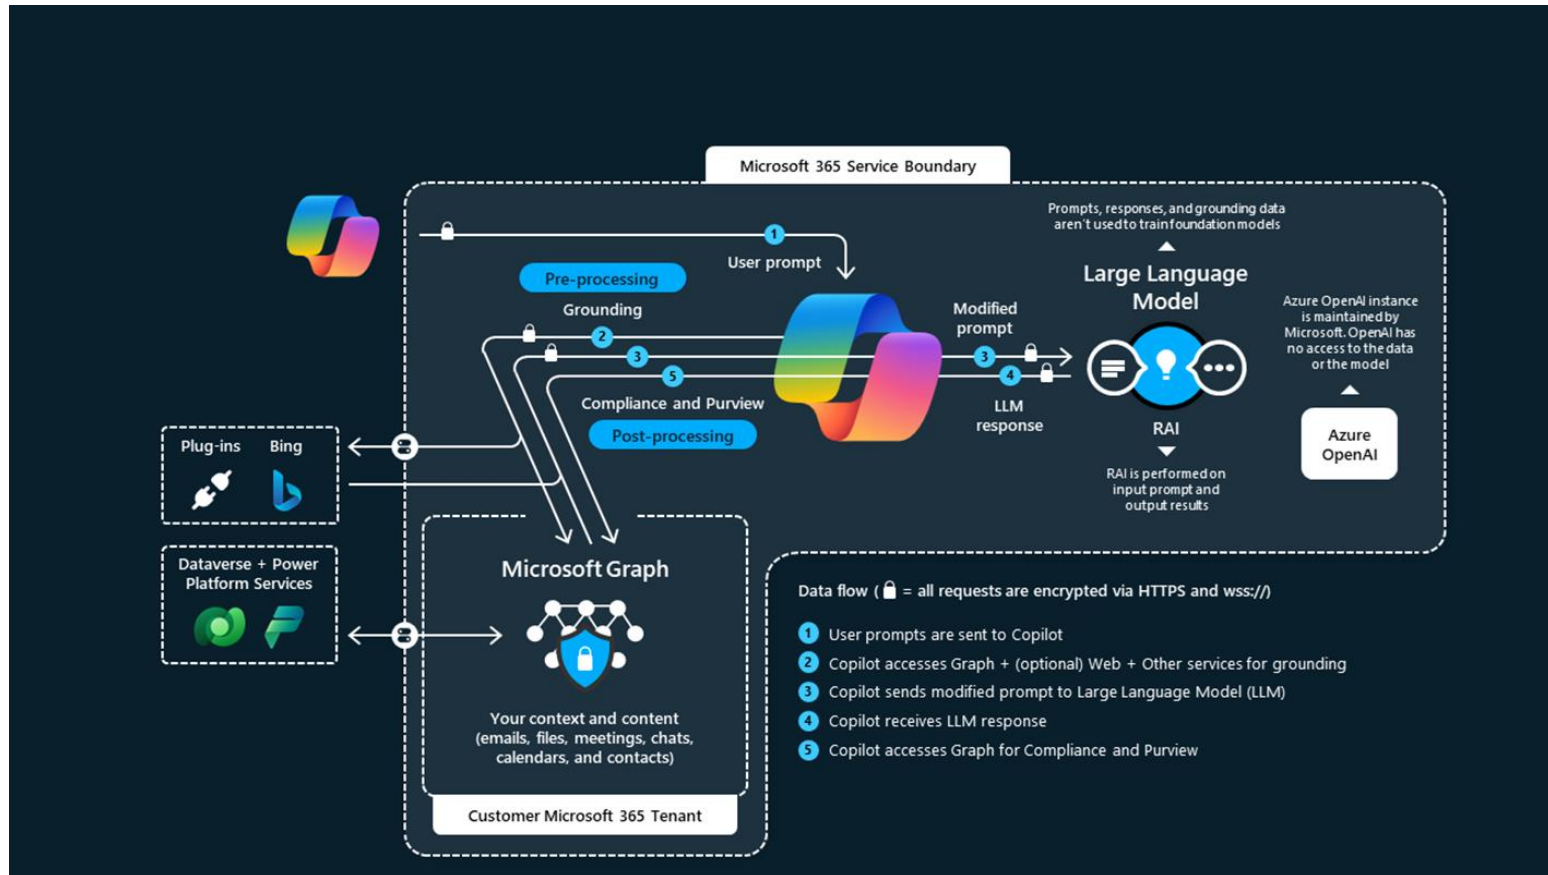 Microsoft 365 Service Boundary
Prompts, responses, and grounding data
aren't used to train foundation models
1
User prompt
Pre-processing
Grounding
2
3
5
Compliance and Purview
Post-processing
Modified
prompt
3
4
LLM
response
Large Language
Model
RAI
RAI is performed on
input prompt and
output results
Azure OpenAI instance
is maintained by
Microsoft. OpenAI has
no access to the data
or the model
Azure
OpenAI
Plug-ins
Bing
Dataverse + Power
Platform Services
Microsoft Graph
Your context and content
(emails, files, meetings, chats,
calendars, and contacts)
Customer Microsoft 365 Tenant
Data flow ( = all requests are encrypted via HTTPS and wss://)
1 User prompts are sent to Copilot
2 Copilot accesses Graph + (optional) Web + Other services for grounding
3 Copilot sends modified prompt to Large Language Model (LLM)
4 Copilot receives LLM response
5 Copilot accesses Graph for Compliance and Purview